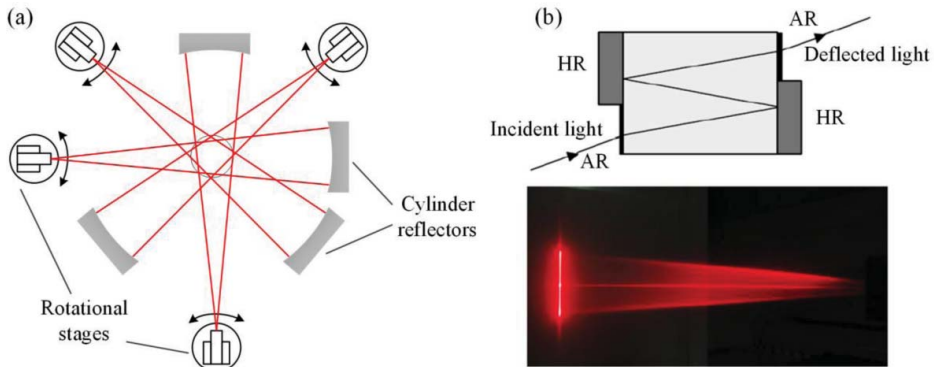 (a)
Cylinder
reflectors
Rotational
stages
(b)
AR
Deflected light
HR
HR
Incident light
AR